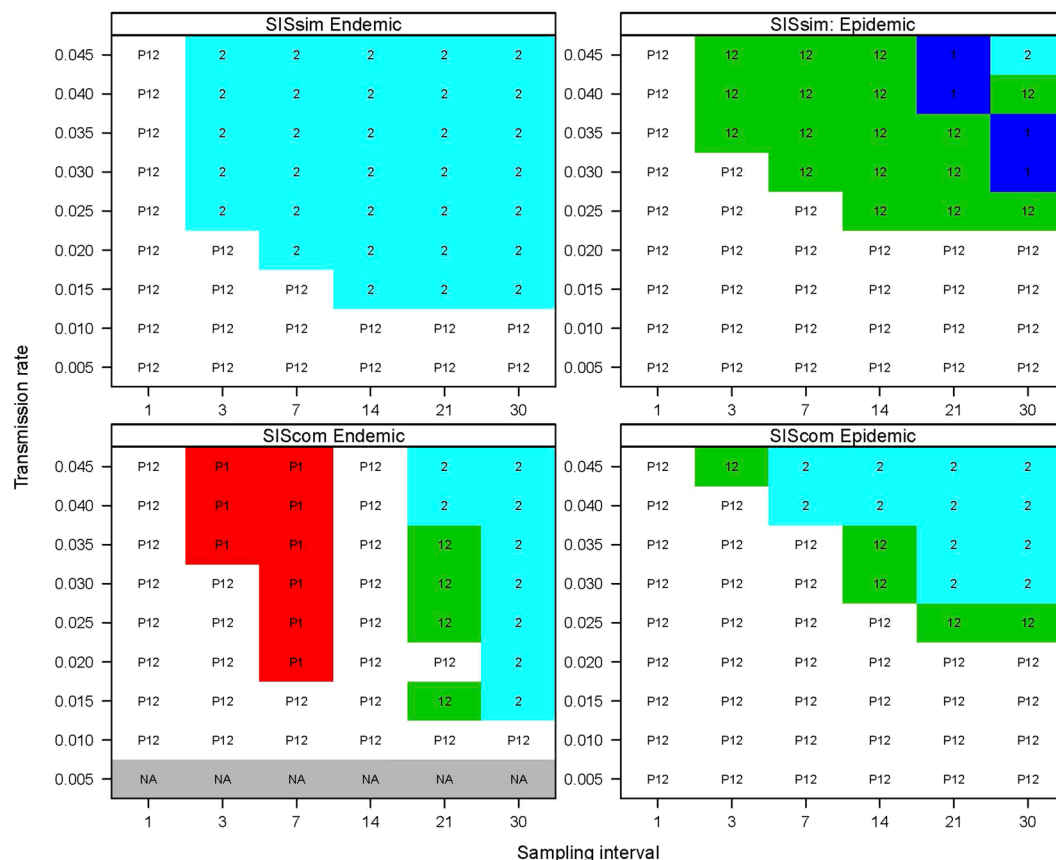 SISsim Endemic
SISsim: Epidemic
0.045 P12 2 2 2 2 2
0.045 P12 12 12 12 1 2
0.040 P12 2 2 2 2 2
0.040 P12 12 12 12 1 12
0.035 P12 2 2 2 2 2
0.035 P12 12 12 12 12 1
0.030 P12 2 2 2 2 2
0.030 P12 P12 12 12 12 1
0.025 P12 2 2 2 2 2
0.025 P12 P12 P12 12 12 12
0.020 P12 P12 2 2 2 2
0.020 P12 P12 P12 P12 P12 P12
0.015 P12 P12 P12 2 2 2
0.015 P12 P12 P12 P12 P12 P12
0.010 P12 P12 P12 P12 P12 P12
0.010 P12 P12 P12 P12 P12 P12
0.005 P12 P12 P12 P12 P12 P12
0.005 P12 P12 P12 P12 P12 P12
1 3 7 14 21 30
1 3 7 14 21 30
Transmission rate
SIScom Endemic
SIScom Epidemic
0.045 P12 P1 P1 P12 2 2
0.045 P12 12 2 2 2 2
0.040 P12 P1 P1 P12 2 2
0.040 P12 P12 2 2 2 2
0.035 P12 P1 P1 P12 12 2
0.035 P12 P12 P12 12 2 2
0.030 P12 P12 P1 P12 12 2
0.030 P12 P12 P12 12 2 2
0.025 P12 P12 P1 P12 12 2
0.025 P12 P12 P12 P12 12 12
0.020 P12 P12 P1 P12 P12 2
0.020 P12 P12 P12 P12 P12 P12
0.015 P12 P12 P12 P12 12 2
0.015 P12 P12 P12 P12 P12 P12
0.010 P12 P12 P12 P12 P12 P12
0.010 P12 P12 P12 P12 P12 P12
0.005 NA NA NA NA NA NA
0.005 P12 P12 P12 P12 P12 P12
1 3 7 14 21 30
1 3 7 14 21 30
Sampling interval